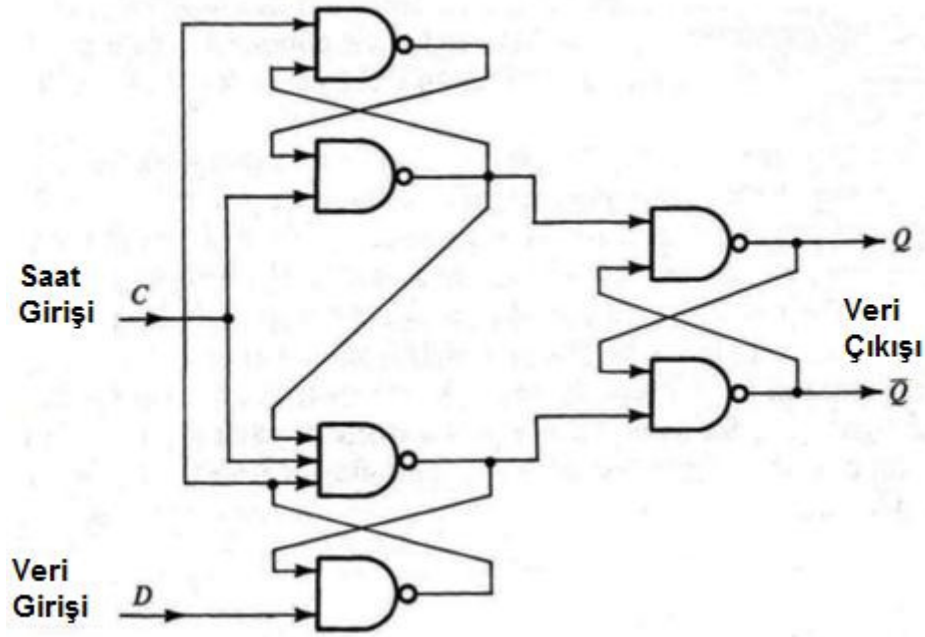 Q
Saat
Girişi
C
Veri
Çıkışı
Q̅
Veri
Girişi
D